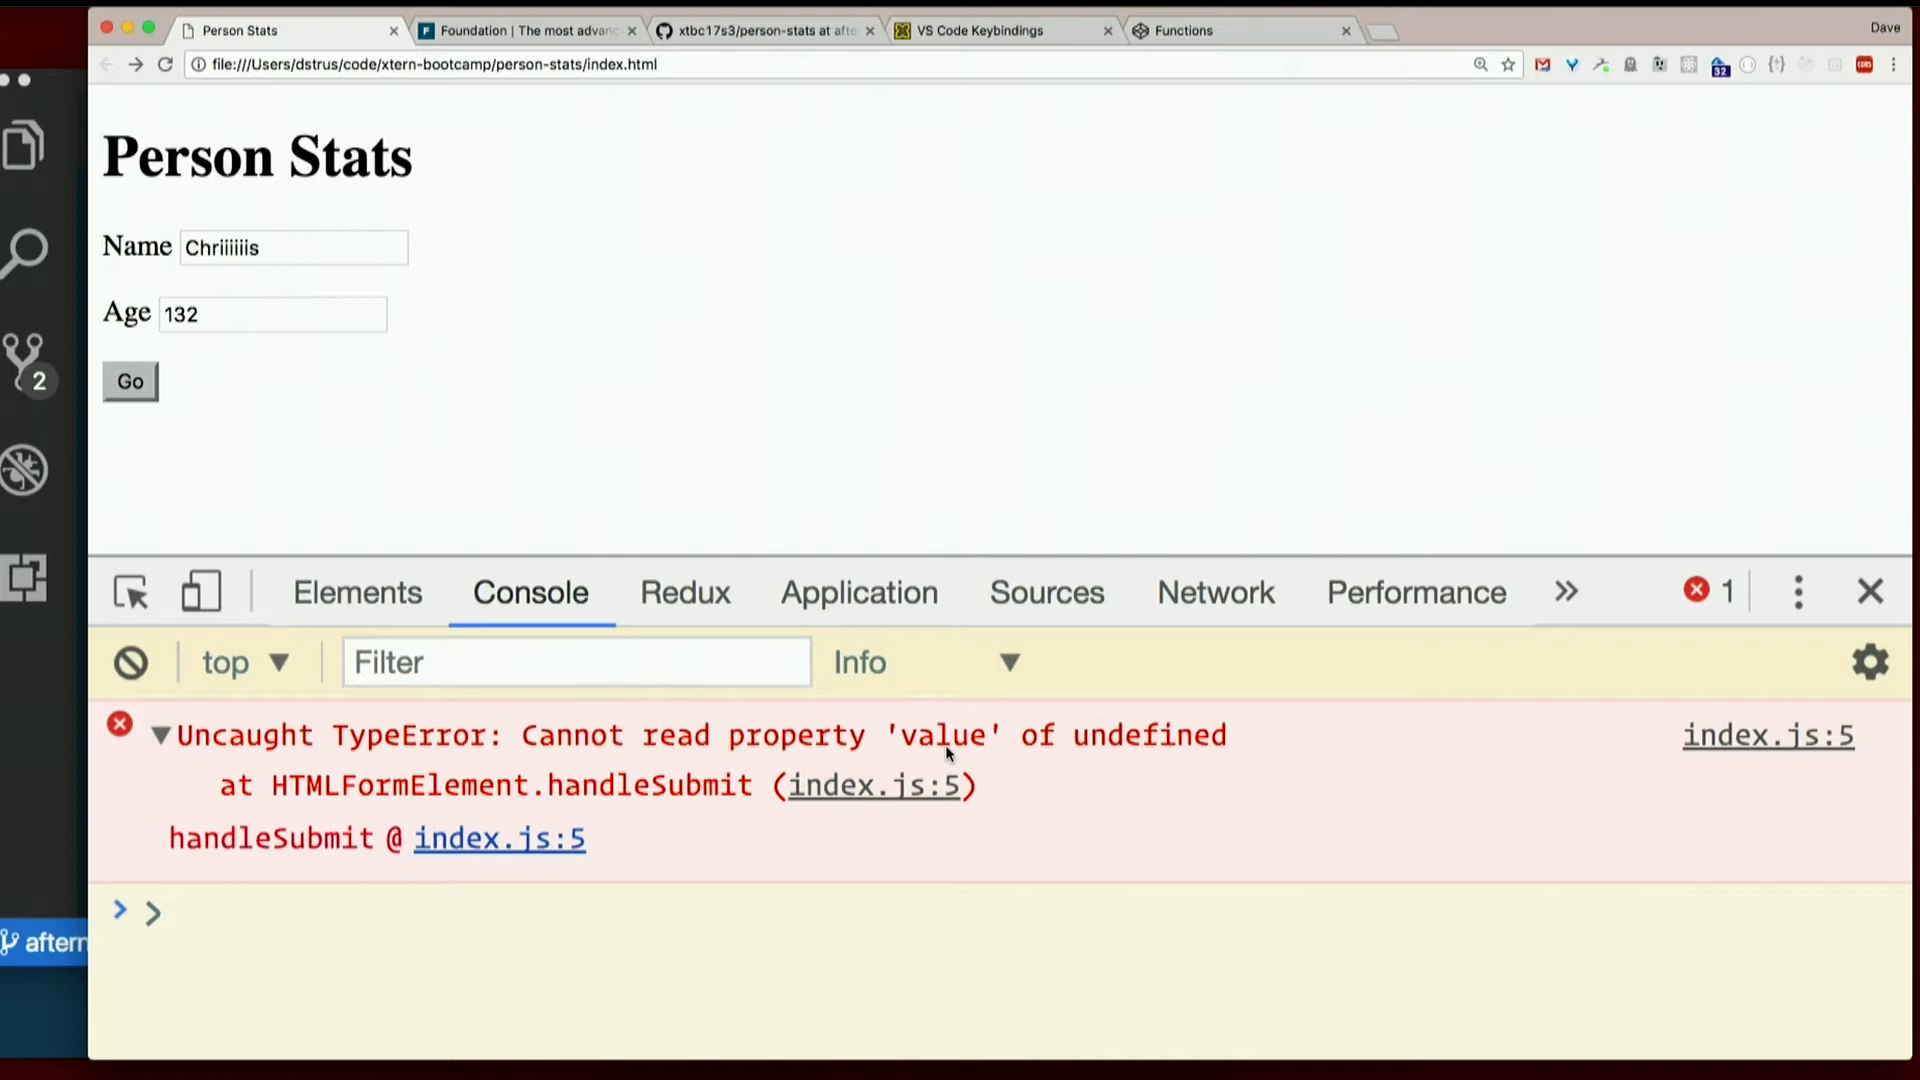 Person Stats
Foundation | The most advanc
xtbc17s3/person-stats at afte
VS Code Keybindings
Functions
Dave
file:///Users/dstrus/code/xtern-bootcamp/person-stats/index.html
32
Person Stats
Name Chriiiiiis
Age 132
Go
2
Elements Console Redux Application Sources Network Performance » 1
top Filter Info
Uncaught TypeError: Cannot read property 'value' of undefined index.js:5
at HTMLFormElement.handleSubmit (index.js:5)
handleSubmit @ index.js:5
> >
aftern